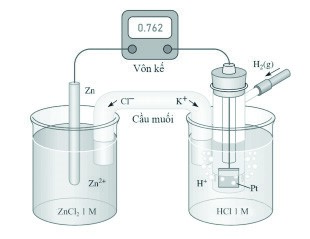 0.762
Vôn kế
H₂(g)
Zn
Cl⁻
K⁺
Cầu muối
Zn²⁺
H⁺
Pt
ZnCl₂ 1 M
HCl 1 M